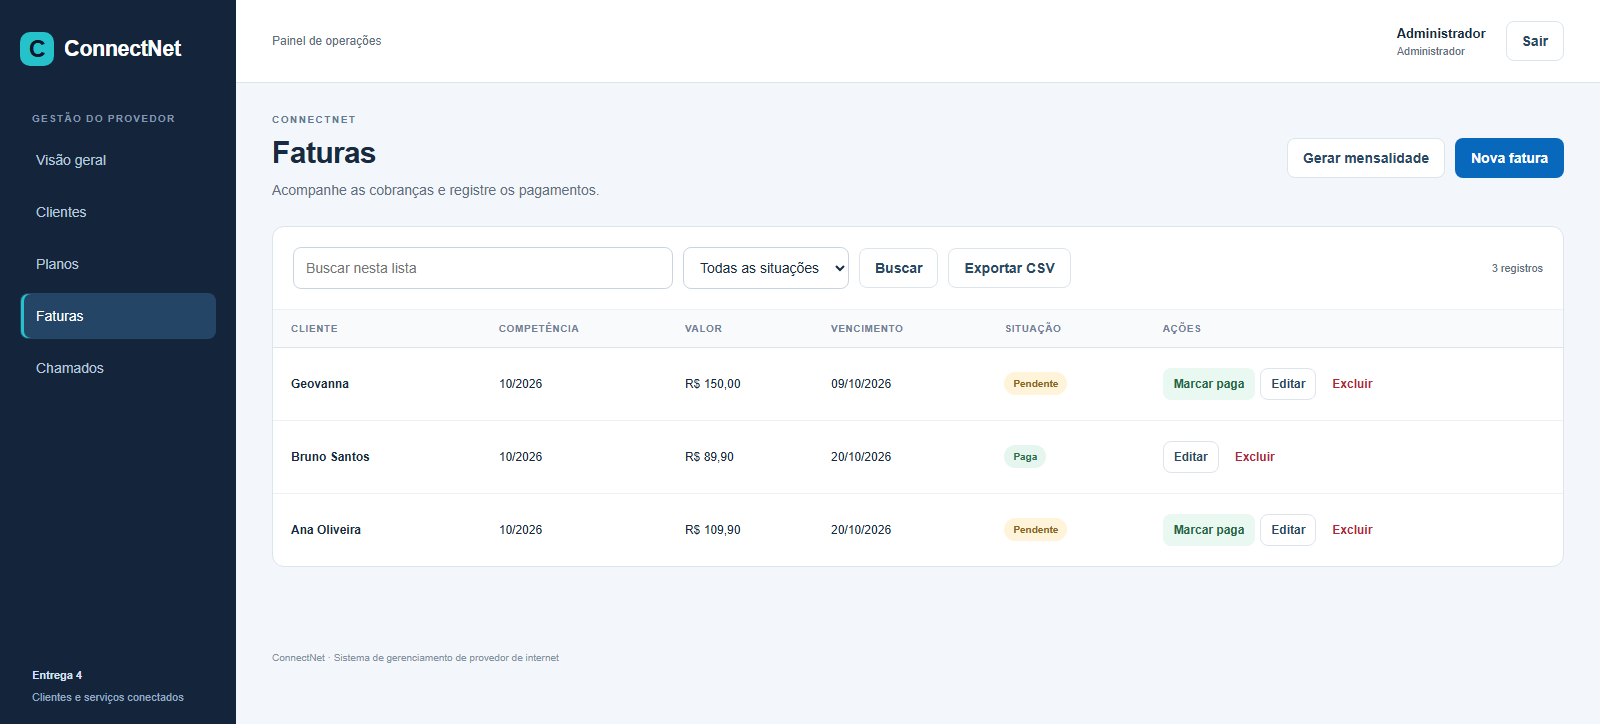 C ConnectNet
GESTÃO DO PROVEDOR
Visão geral
Clientes
Planos
Faturas
Chamados
Entrega 4
Clientes e serviços conectados
Painel de operações
Administrador
Administrador
Sair
CONNECTNET
Faturas
Acompanhe as cobranças e registre os pagamentos.
Gerar mensalidade
Nova fatura
Buscar nesta lista
Todas as situações
Buscar
Exportar CSV
3 registros
CLIENTE COMPETÊNCIA VALOR VENCIMENTO SITUAÇÃO AÇÕES
Geovanna 10/2026 R$ 150,00 09/10/2026 Pendente Marcar paga Editar Excluir
Bruno Santos 10/2026 R$ 89,90 20/10/2026 Paga Editar Excluir
Ana Oliveira 10/2026 R$ 109,90 20/10/2026 Pendente Marcar paga Editar Excluir
ConnectNet · Sistema de gerenciamento de provedor de internet